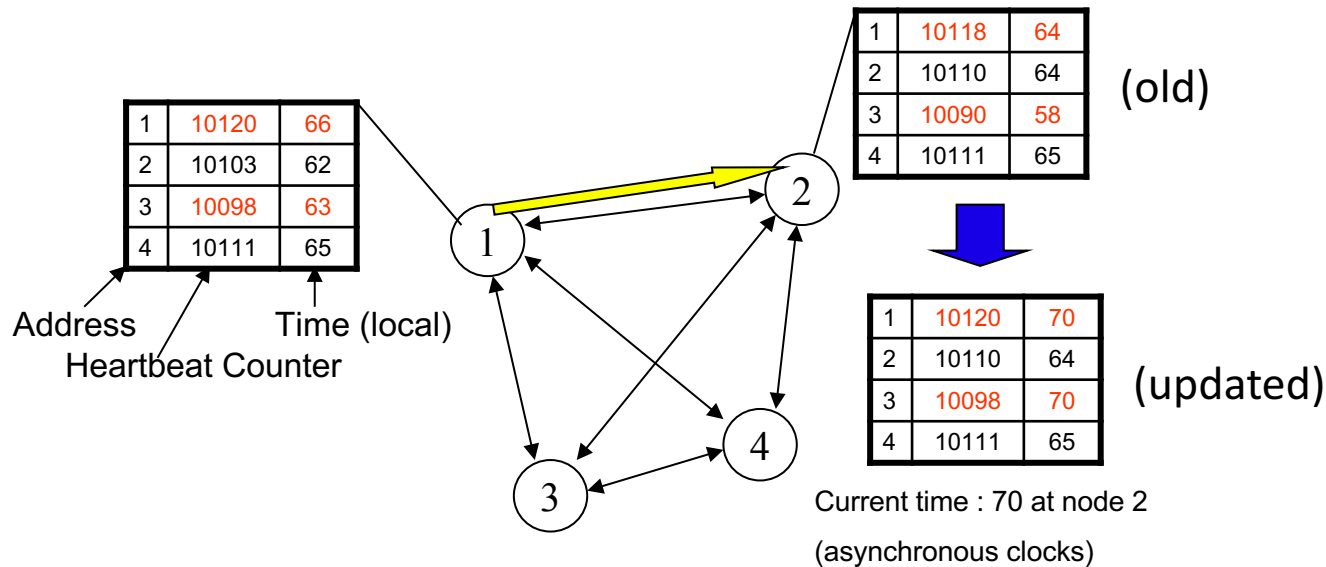 1 10120 66
2 10103 62
3 10098 63
4 10111 65
Address
Time (local)
Heartbeat Counter
1
2
3
4
1 10118 64
2 10110 64
3 10090 58
4 10111 65
(old)
1 10120 70
2 10110 64
3 10098 70
4 10111 65
(updated)
Current time : 70 at node 2
(asynchronous clocks)